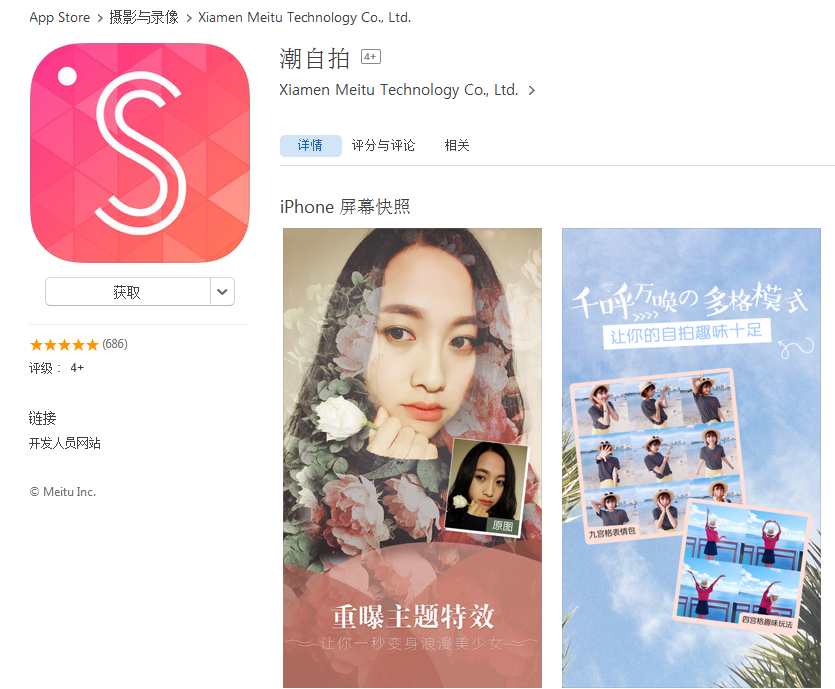 App Store > 摄影与录像 > Xiamen Meitu Technology Co., Ltd.
S
潮自拍 4+
Xiamen Meitu Technology Co., Ltd. >
详情 评分与评论 相关
iPhone 屏幕快照
获取
(686)
评级： 4+
链接
开发人员网站
© Meitu Inc.
原图
重曝主题特效
让你一秒变身浪漫美少女
千呼万唤の多格模式
让你的自拍趣味十足
九宫格表情包
四宫格趣味玩法